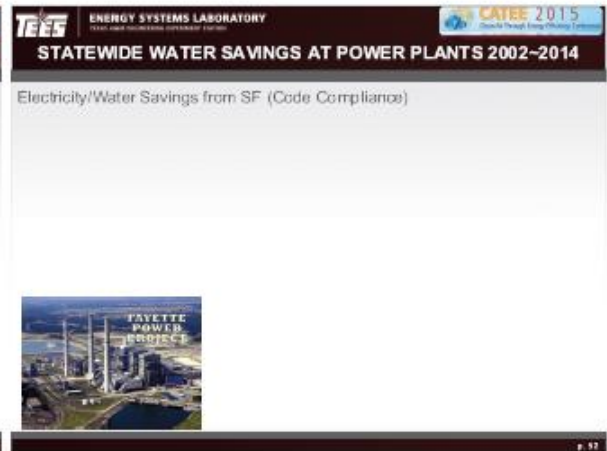 TEES
ENERGY SYSTEMS LABORATORY
CATEE 2015
STATEWIDE WATER SAVINGS AT POWER PLANTS 2002~2014
Electricity/Water Savings from SF (Code Compliance)
FAYETTE
POWER
PROJECT
p. 52